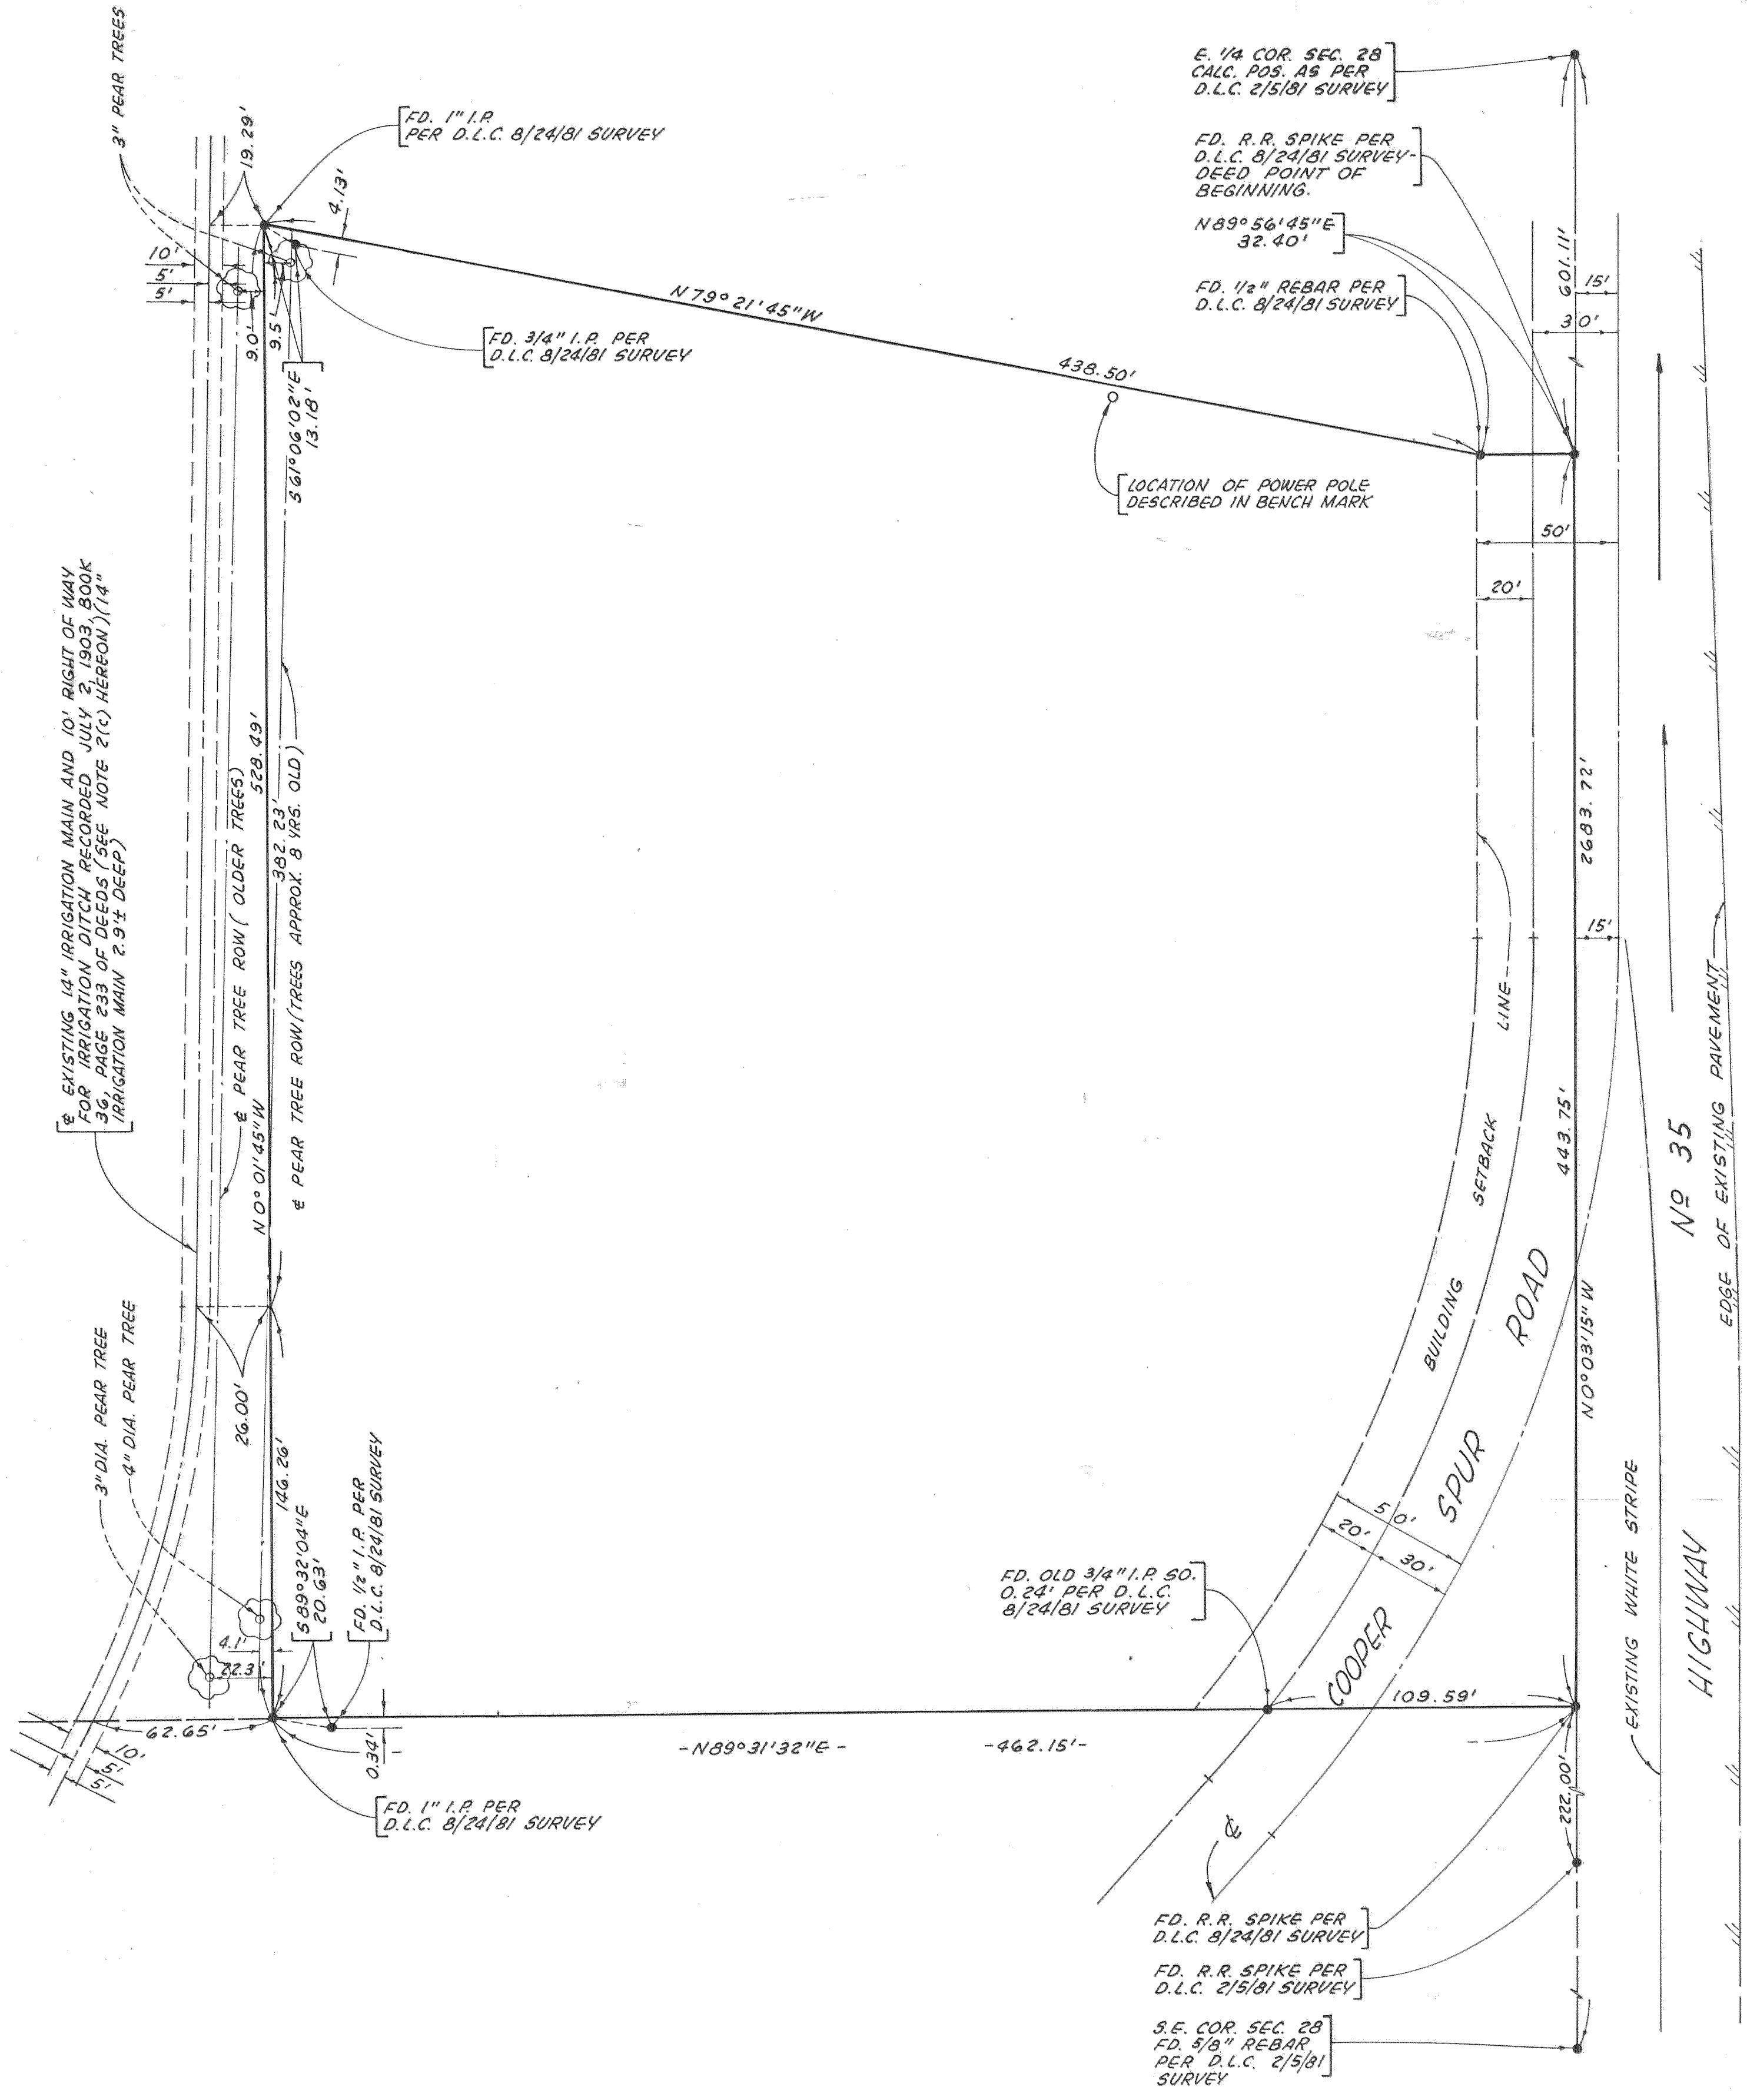 3" PEAR TREES
19.29'
FD. 1" I.P.
PER D.L.C. 8/24/81 SURVEY
4.13'
10'
5'
5'
9.0'
9.5'
FD. 3/4" I.P. PER
D.L.C. 8/24/81 SURVEY
S 61° 06' 02" E
13.18'
N 79° 21' 45" W
438.50'
LOCATION OF POWER POLE
DESCRIBED IN BENCH MARK
E. 1/4 COR. SEC. 28
CALC. POS. AS PER
D.L.C. 2/5/81 SURVEY
FD. R.R. SPIKE PER
D.L.C. 8/24/81 SURVEY-
DEED POINT OF
BEGINNING.
N 89° 56' 45" E
32.40'
FD. 1/2" REBAR PER
D.L.C. 8/24/81 SURVEY
601.11'
15'
30'
50'
20'
℄ EXISTING 14" IRRIGATION MAIN AND 10' RIGHT OF WAY
FOR IRRIGATION DITCH RECORDED JULY 2, 1903, BOOK
36, PAGE 233 OF DEEDS (SEE NOTE 2(C) HEREON)(14"
IRRIGATION MAIN 2.9'± DEEP)
℄ PEAR TREE ROW (OLDER TREES)
N 0° 01' 45" W
528.49'
382.23'
℄ PEAR TREE ROW (TREES APPROX. 8 YRS. OLD)
2683.72'
15'
443.75'
N 0° 03' 15" W
BUILDING SETBACK LINE
COOPER SPUR ROAD
50'
20'
30'
HIGHWAY Nº 35
EDGE OF EXISTING PAVEMENT
EXISTING WHITE STRIPE
3" DIA. PEAR TREE
4" DIA. PEAR TREE
26.00'
146.26'
S 89° 32' 04" E
20.63'
FD. 1/2" I.P. PER
D.L.C. 8/24/81 SURVEY
4.1'
22.3'
62.65'
10'
5'
5'
0.34'
FD. 1" I.P. PER
D.L.C. 8/24/81 SURVEY
-N 89° 31' 32" E-
-462.15'-
FD. OLD 3/4" I.P. SO.
0.24' PER D.L.C.
8/24/81 SURVEY
109.59'
222.00'
℄
FD. R.R. SPIKE PER
D.L.C. 8/24/81 SURVEY
FD. R.R. SPIKE PER
D.L.C. 2/5/81 SURVEY
S.E. COR. SEC. 28
FD. 5/8" REBAR
PER D.L.C. 2/5/81
SURVEY